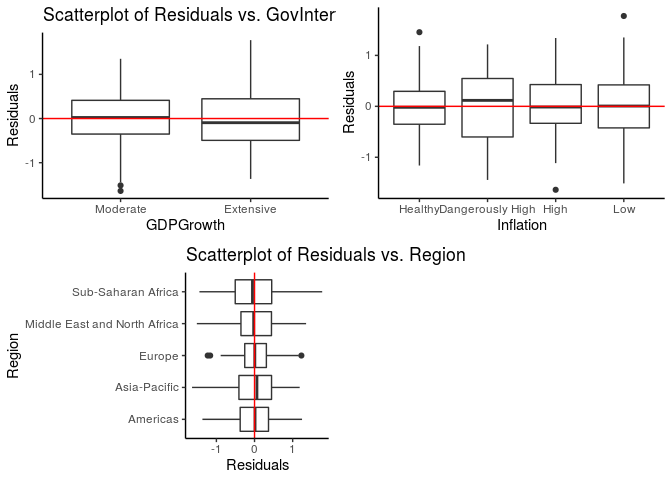 Scatterplot of Residuals vs. GovInter
Residuals
1
0
-1
Moderate Extensive
GDPGrowth
Residuals
1
0
-1
Healthy Dangerously High High Low
Inflation
Scatterplot of Residuals vs. Region
Region
Sub-Saharan Africa
Middle East and North Africa
Europe
Asia-Pacific
Americas
-1 0 1
Residuals